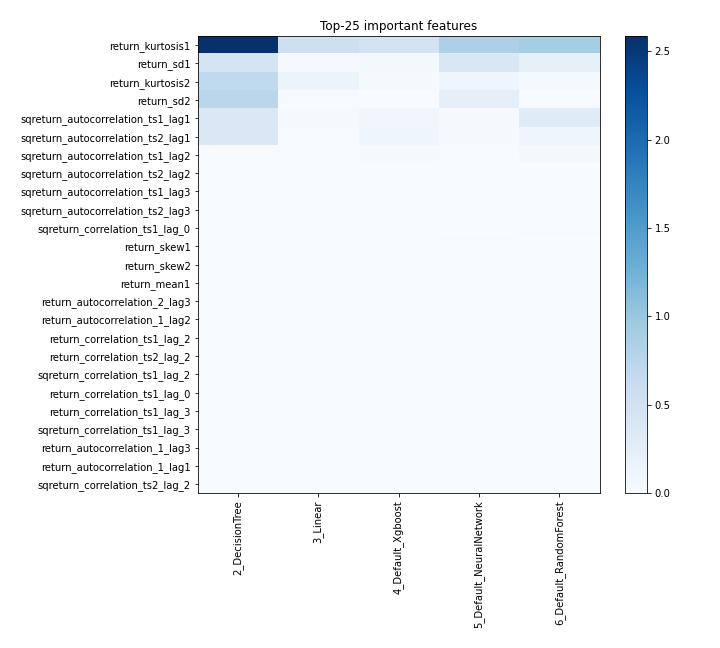 Top-25 important features
return_kurtosis1
return_sd1
return_kurtosis2
return_sd2
sqreturn_autocorrelation_ts1_lag1
sqreturn_autocorrelation_ts2_lag1
sqreturn_autocorrelation_ts1_lag2
sqreturn_autocorrelation_ts2_lag2
sqreturn_autocorrelation_ts1_lag3
sqreturn_autocorrelation_ts2_lag3
sqreturn_correlation_ts1_lag_0
return_skew1
return_skew2
return_mean1
return_autocorrelation_2_lag3
return_autocorrelation_1_lag2
return_correlation_ts1_lag_2
return_correlation_ts2_lag_2
sqreturn_correlation_ts1_lag_2
return_correlation_ts1_lag_0
return_correlation_ts1_lag_3
sqreturn_correlation_ts1_lag_3
return_autocorrelation_1_lag3
return_autocorrelation_1_lag1
sqreturn_correlation_ts2_lag_2
2_DecisionTree
3_Linear
4_Default_Xgboost
5_Default_NeuralNetwork
6_Default_RandomForest
2.5
2.0
1.5
1.0
0.5
0.0